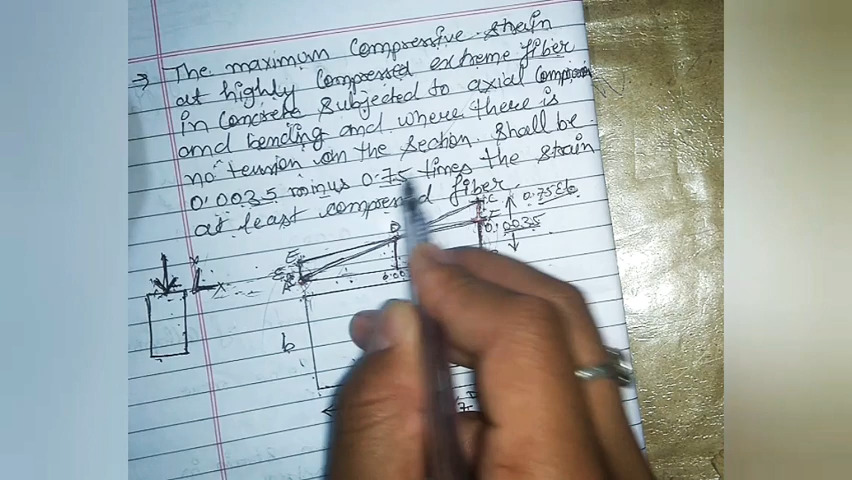 → The maximum compressive strain
at highly compressed extreme fiber
in concrete subjected to axial compression
and bending and where there is
no tension on the section shall be
0.0035 minus 0.75 times the strain
at least compressed fiber.
C 0.75Eb
F
D 0.0035
E
A
b